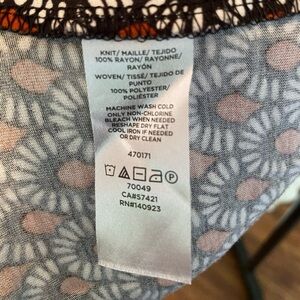 KNIT/ MAILLE/ TEJIDO
100% RAYON/ RAYONNE/
RAYÓN
WOVEN/ TISSÉ/ TEJIDO
DE PUNTO
100% POLYESTER/
POLIÉSTER
MACHINE WASH COLD
ONLY NON-CHLORINE
BLEACH WHEN NEEDED
RESHAPE DRY FLAT
COOL IRON IF NEEDED
OR DRY CLEAN
470171
P
70049
CA#57421
RN#140923